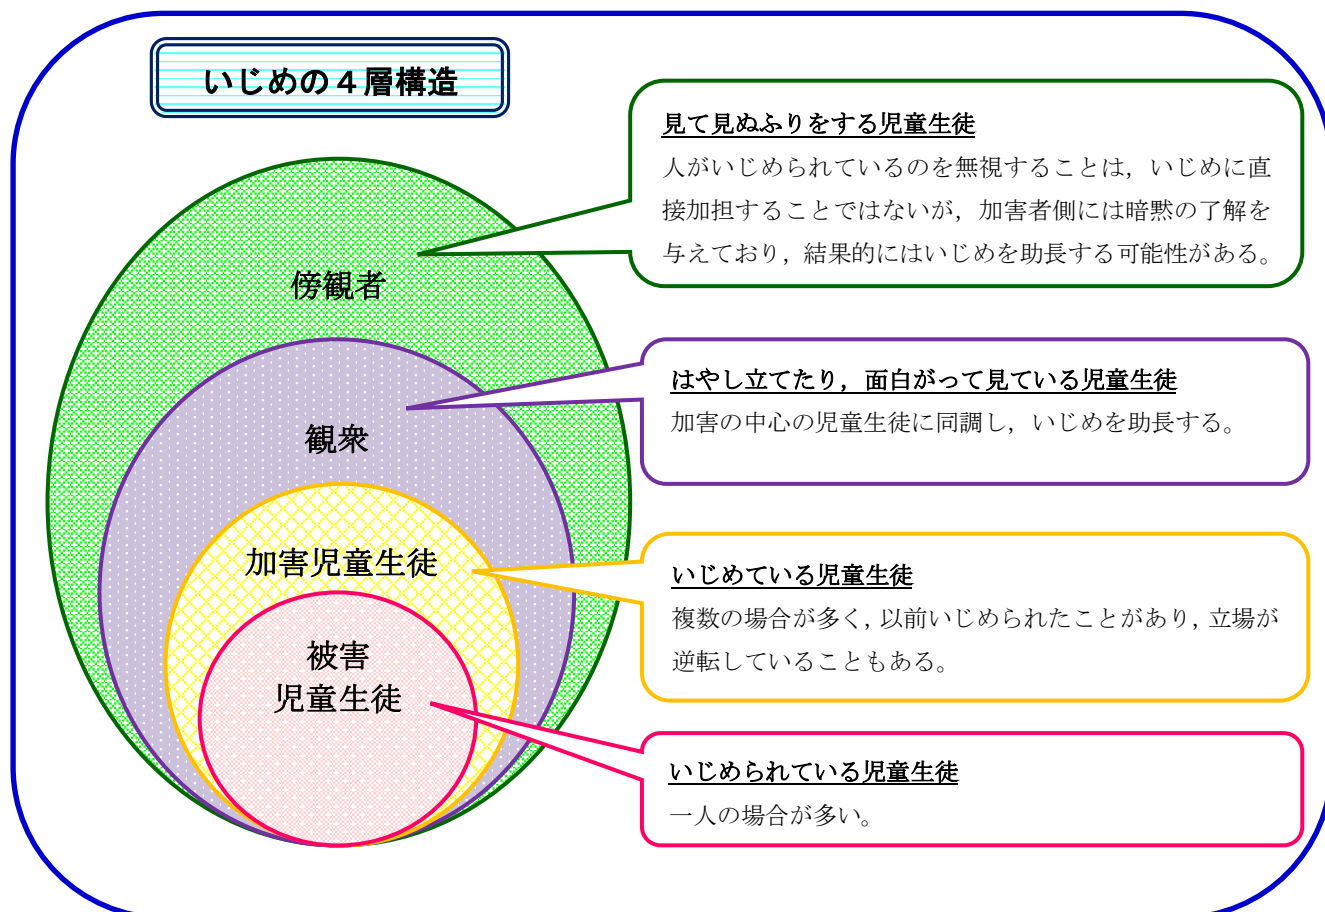 いじめの４層構造
見て見ぬふりをする児童生徒
人がいじめられているのを無視することは，いじめに直
接加担することではないが，加害者側には暗黙の了解を
与えており，結果的にはいじめを助長する可能性がある。
傍観者
はやし立てたり，面白がって見ている児童生徒
加害の中心の児童生徒に同調し，いじめを助長する。
観衆
いじめている児童生徒
複数の場合が多く，以前いじめられたことがあり，立場が
逆転していることもある。
加害児童生徒
いじめられている児童生徒
一人の場合が多い。
被害
児童生徒